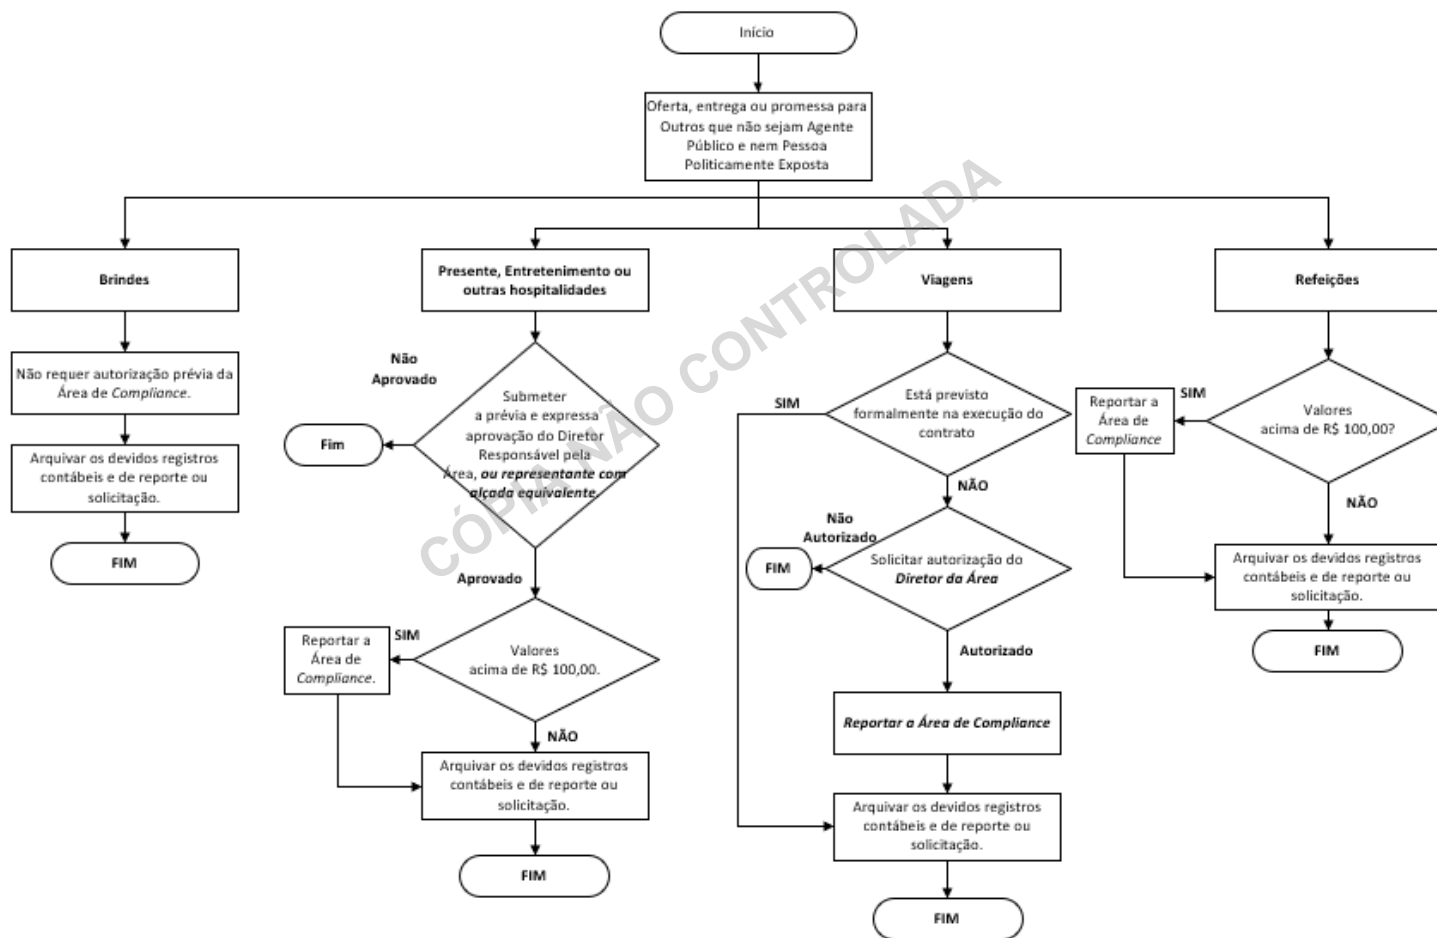 Início
Oferta, entrega ou promessa para
Outros que não sejam Agente
Público e nem Pessoa
Politicamente Exposta
Brindes
Não requer autorização prévia da
Área de Compliance.
Arquivar os devidos registros
contábeis e de reporte ou
solicitação.
FIM
Presente, Entretenimento ou
outras hospitalidades
Não
Aprovado
Submeter
a prévia e expressa
aprovação do Diretor
Responsável pela
Área, ou representante com
alçada equivalente.
Fim
Aprovado
Valores
acima de R$ 100,00.
SIM
Reportar a
Área de
Compliance.
NÃO
Arquivar os devidos registros
contábeis e de reporte ou
solicitação.
FIM
Viagens
Está previsto
formalmente na execução do
contrato
SIM
NÃO
Não
Autorizado
Solicitar autorização do
Diretor da Área
FIM
Autorizado
Reportar a Área de Compliance
Arquivar os devidos registros
contábeis e de reporte ou
solicitação.
FIM
Refeições
Valores
acima de R$ 100,00?
SIM
Reportar a
Área de
Compliance
NÃO
Arquivar os devidos registros
contábeis e de reporte ou
solicitação.
FIM
CÓPIA NÃO CONTROLADA